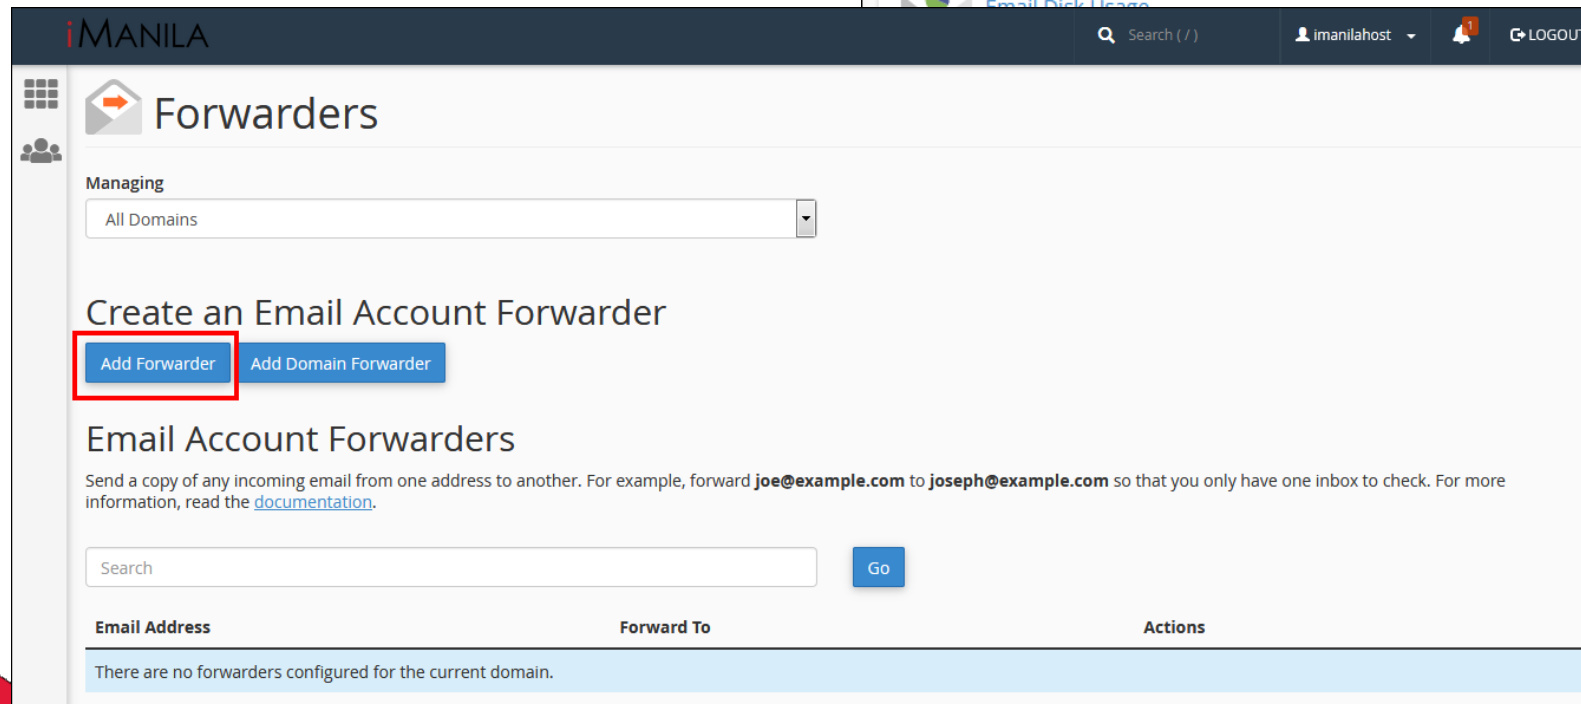 Email Disk Usage
iMANILA
Search ( / )
imanilahost
1
LOGOUT
Forwarders
Managing
All Domains
Create an Email Account Forwarder
Add Forwarder
Add Domain Forwarder
Email Account Forwarders
Send a copy of any incoming email from one address to another. For example, forward joe@example.com to joseph@example.com so that you only have one inbox to check. For more
information, read the documentation.
Search
Go
Email Address
Forward To
Actions
There are no forwarders configured for the current domain.